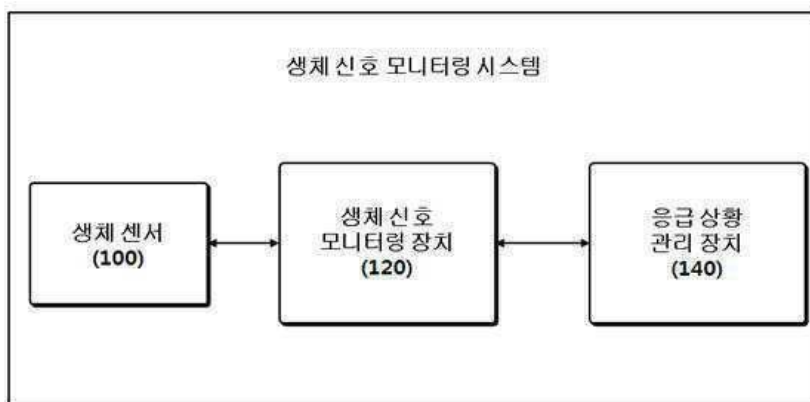 생체 신호 모니터링 시스템
생체 센서
(100)
생체 신호
모니터링 장치
(120)
응급 상황
관리 장치
(140)